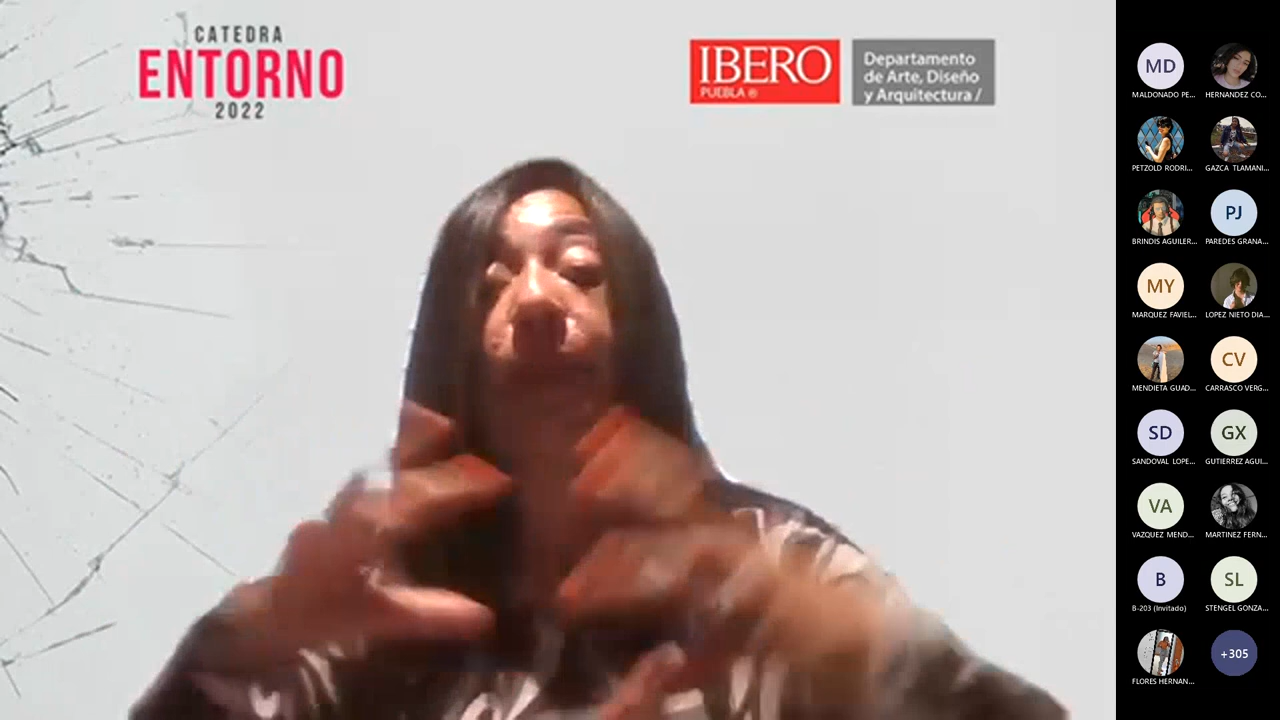 CATEDRA
ENTORNO
2022
IBERO
PUEBLA ®
Departamento
de Arte, Diseño
y Arquitectura /
MD
MALDONADO PE...
HERNANDEZ CO...
PETZOLD RODRI...
GAZCA TLAMANI...
BRINDIS AGUILER...
PJ
PAREDES GRANA...
MY
MARQUEZ FAVIEL...
LOPEZ NIETO DIA...
MENDIETA GUAD...
CV
CARRASCO VERG...
SD
SANDOVAL LOPE...
GX
GUTIERREZ AGUI...
VA
VAZQUEZ MEND...
MARTINEZ FERN...
B
B-203 (Invitado)
SL
STENGEL GONZA...
FLORES HERNAN...
+305